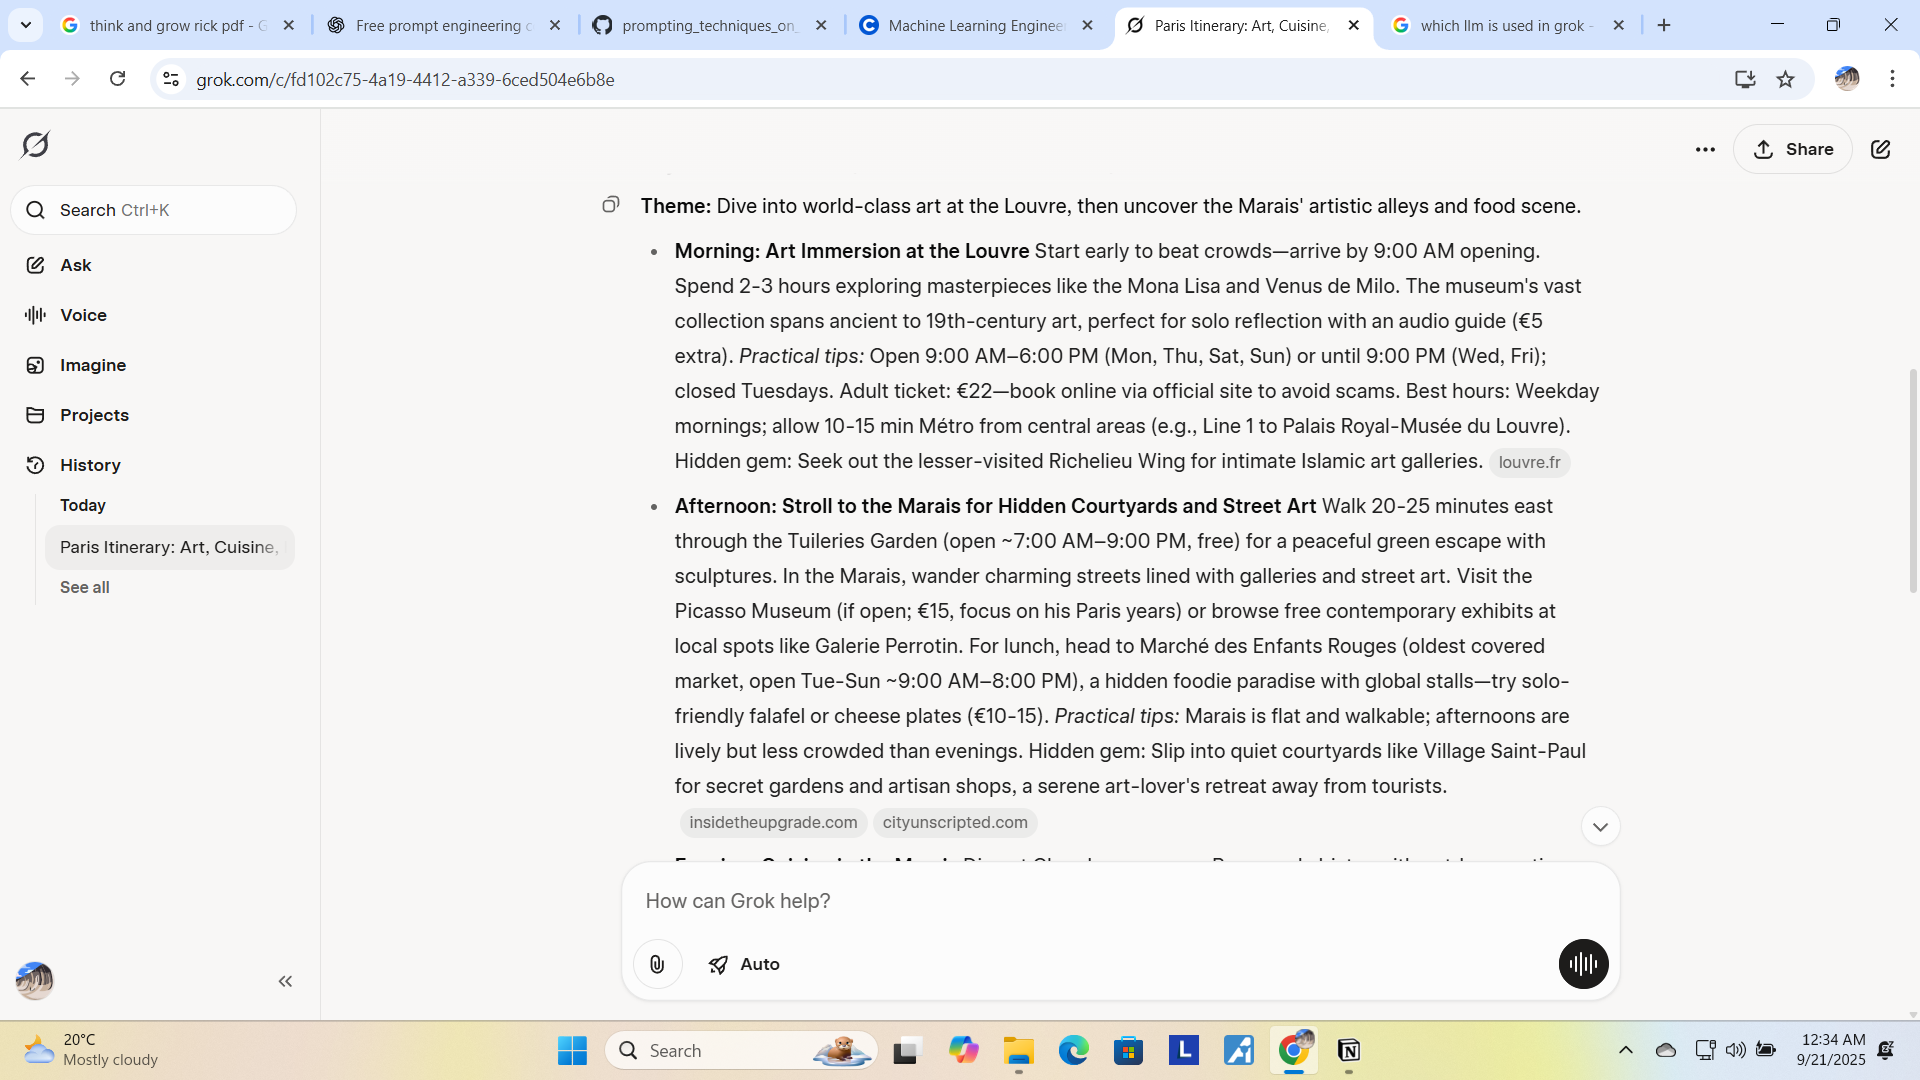 think and grow rick pdf - G
Free prompt engineering c
prompting_techniques_on_
Machine Learning Engineer
Paris Itinerary: Art, Cuisine,
which llm is used in grok -
grok.com/c/fd102c75-4a19-4412-a339-6ced504e6b8e
Share
Search Ctrl+K
Ask
Voice
Imagine
Projects
History
Today
Paris Itinerary: Art, Cuisine,
See all
Theme: Dive into world-class art at the Louvre, then uncover the Marais' artistic alleys and food scene.
• Morning: Art Immersion at the Louvre Start early to beat crowds—arrive by 9:00 AM opening.
Spend 2-3 hours exploring masterpieces like the Mona Lisa and Venus de Milo. The museum's vast
collection spans ancient to 19th-century art, perfect for solo reflection with an audio guide (€5
extra). Practical tips: Open 9:00 AM–6:00 PM (Mon, Thu, Sat, Sun) or until 9:00 PM (Wed, Fri);
closed Tuesdays. Adult ticket: €22—book online via official site to avoid scams. Best hours: Weekday
mornings; allow 10-15 min Métro from central areas (e.g., Line 1 to Palais Royal-Musée du Louvre).
Hidden gem: Seek out the lesser-visited Richelieu Wing for intimate Islamic art galleries. louvre.fr
• Afternoon: Stroll to the Marais for Hidden Courtyards and Street Art Walk 20-25 minutes east
through the Tuileries Garden (open ~7:00 AM–9:00 PM, free) for a peaceful green escape with
sculptures. In the Marais, wander charming streets lined with galleries and street art. Visit the
Picasso Museum (if open; €15, focus on his Paris years) or browse free contemporary exhibits at
local spots like Galerie Perrotin. For lunch, head to Marché des Enfants Rouges (oldest covered
market, open Tue-Sun ~9:00 AM–8:00 PM), a hidden foodie paradise with global stalls—try solo-
friendly falafel or cheese plates (€10-15). Practical tips: Marais is flat and walkable; afternoons are
lively but less crowded than evenings. Hidden gem: Slip into quiet courtyards like Village Saint-Paul
for secret gardens and artisan shops, a serene art-lover's retreat away from tourists.
insidetheupgrade.com cityunscripted.com
How can Grok help?
Auto
20°C
Mostly cloudy
Search
12:34 AM
9/21/2025